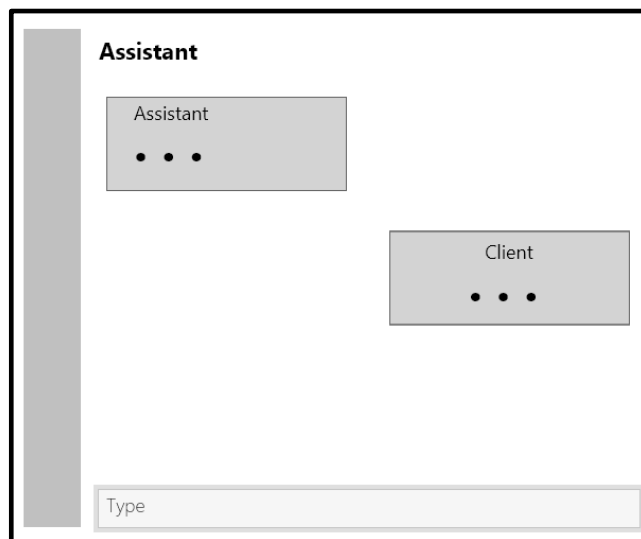 Assistant
Assistant
• • •
Client
• • •
Type